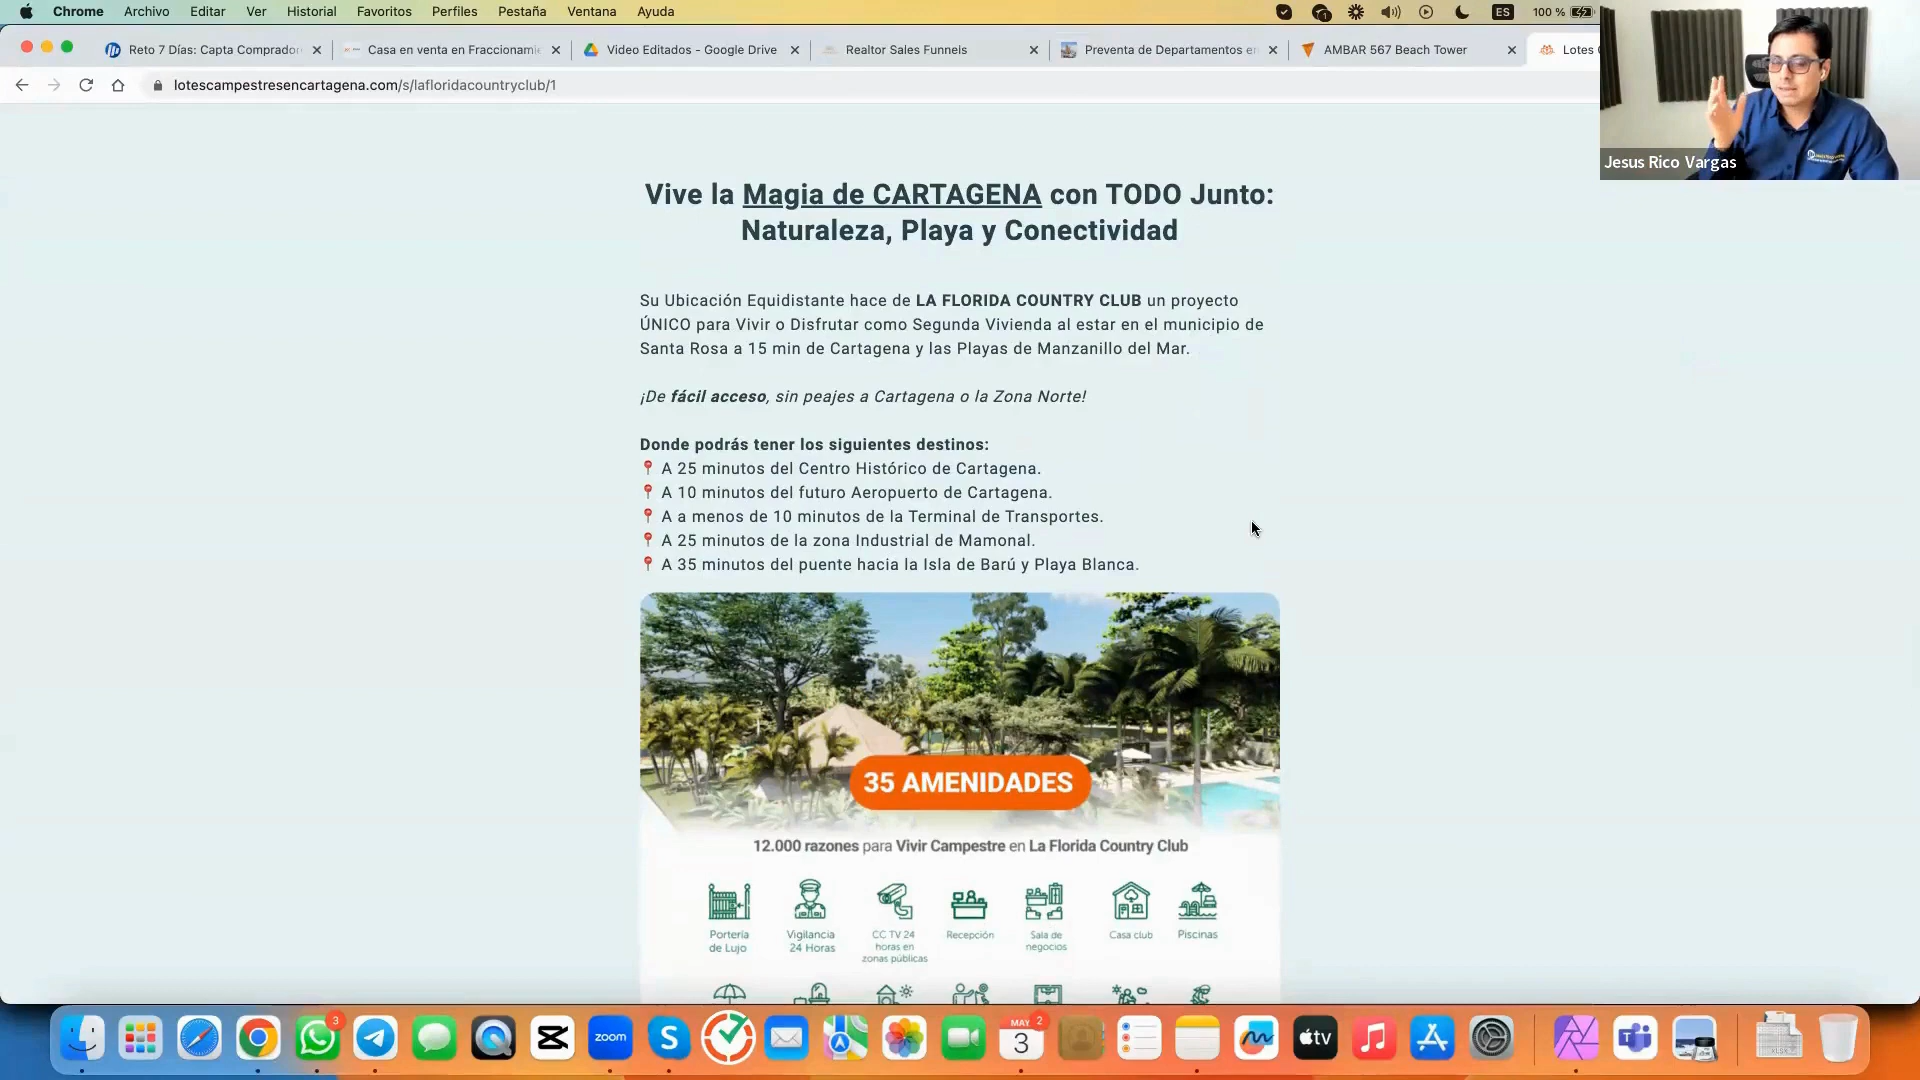 Chrome Archivo Editar Ver Historial Favoritos Perfiles Pestaña Ventana Ayuda
1 ES 100 %
Reto 7 Días: Capta Comprador
Casa en venta en Fraccionami
Video Editados - Google Drive
Realtor Sales Funnels
Preventa de Departamentos e
AMBAR 567 Beach Tower
Lotes
lotescampestresencartagena.com/s/lafloridacountryclub/1
Jesus Rico Vargas
Vive la Magia de CARTAGENA con TODO Junto:
Naturaleza, Playa y Conectividad
Su Ubicación Equidistante hace de LA FLORIDA COUNTRY CLUB un proyecto
ÚNICO para Vivir o Disfrutar como Segunda Vivienda al estar en el municipio de
Santa Rosa a 15 min de Cartagena y las Playas de Manzanillo del Mar.
¡De fácil acceso, sin peajes a Cartagena o la Zona Norte!
Donde podrás tener los siguientes destinos:
📍 A 25 minutos del Centro Histórico de Cartagena.
📍 A 10 minutos del futuro Aeropuerto de Cartagena.
📍 A a menos de 10 minutos de la Terminal de Transportes.
📍 A 25 minutos de la zona Industrial de Mamonal.
📍 A 35 minutos del puente hacia la Isla de Barú y Playa Blanca.
35 AMENIDADES
12.000 razones para Vivir Campestre en La Florida Country Club
Portería
de Lujo
Vigilancia
24 Horas
CC TV 24
horas en
zonas públicas
Recepción
Sala de
negocios
Casa club
Piscinas
3
zoom
MAY
2
3
tv